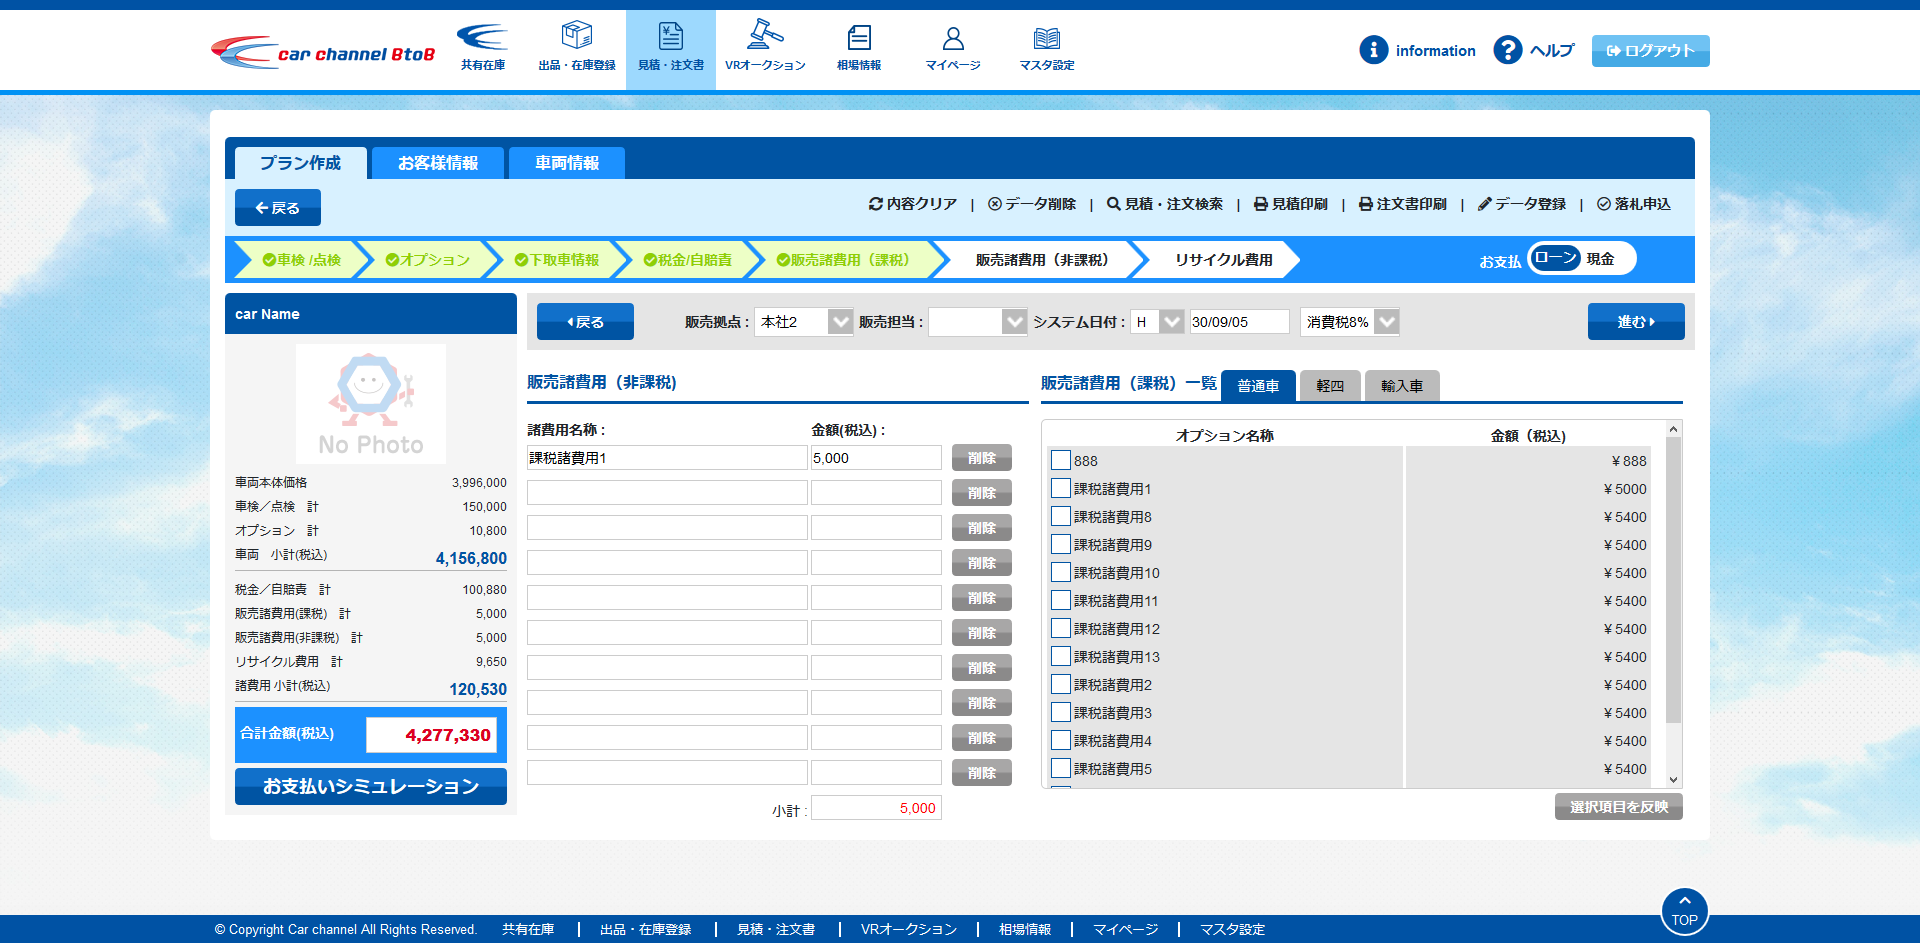 car channel BtoB
共有在庫
出品・在庫登録
見積・注文書
VRオークション
相場情報
マイページ
マスタ設定
information
ヘルプ
ログアウト
プラン作成
お客様情報
車両情報
戻る
内容クリア | データ削除 | 見積・注文検索 | 見積印刷 | 注文書印刷 | データ登録 | 落札申込
車検 /点検
オプション
下取車情報
税金/自賠責
販売諸費用（課税）
販売諸費用（非課税）
リサイクル費用
お支払 ローン 現金
car Name
No Photo
車両本体価格 3,996,000
車検／点検 計 150,000
オプション 計 10,800
車両 小計(税込) 4,156,800
税金／自賠責 計 100,880
販売諸費用(課税) 計 5,000
販売諸費用(非課税) 計 5,000
リサイクル費用 計 9,650
諸費用 小計(税込) 120,530
合計金額(税込) 4,277,330
お支払いシミュレーション
戻る
販売拠点 : 本社2
販売担当 :
システム日付 : H 30/09/05
消費税8%
進む
販売諸費用（非課税)
諸費用名称 : 金額(税込) :
課税諸費用1 5,000 削除
削除
削除
削除
削除
削除
削除
削除
削除
削除
小計 : 5,000
販売諸費用（課税）一覧 普通車 軽四 輸入車
オプション名称 金額（税込)
888 ￥888
課税諸費用1 ￥5000
課税諸費用8 ￥5400
課税諸費用9 ￥5400
課税諸費用10 ￥5400
課税諸費用11 ￥5400
課税諸費用12 ￥5400
課税諸費用13 ￥5400
課税諸費用2 ￥5400
課税諸費用3 ￥5400
課税諸費用4 ￥5400
課税諸費用5 ￥5400
選択項目を反映
TOP
© Copyright Car channel All Rights Reserved. 共有在庫 | 出品・在庫登録 | 見積・注文書 | VRオークション | 相場情報 | マイページ | マスタ設定